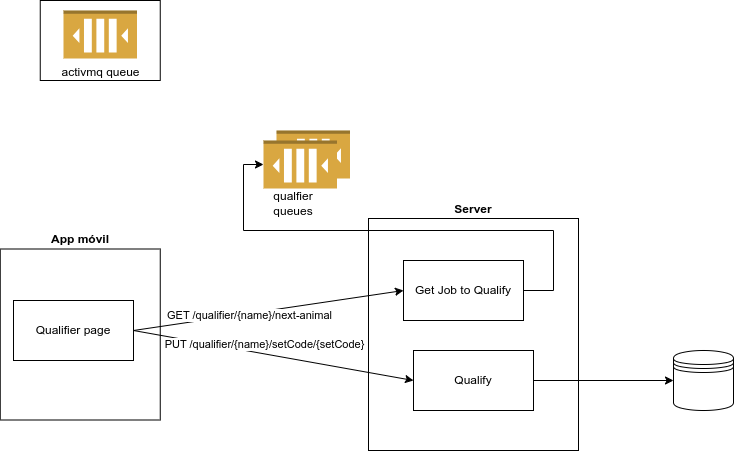 activmq queue
qualfier
queues
Server
App móvil
Get Job to Qualify
GET /qualifier/{name}/next-animal
Qualifier page
PUT /qualifier/{name}/setCode/{setCode}
Qualify